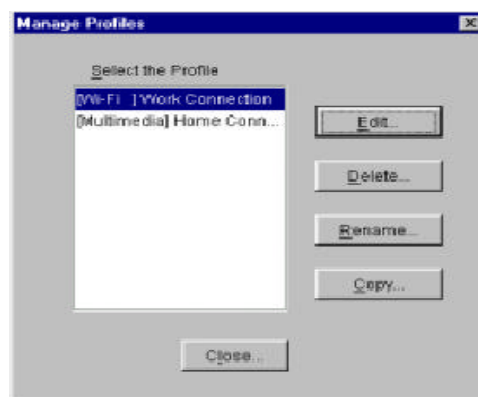 Manage Profiles
Select the Profile
[Wi-Fi ] Work Connection
[Multimedia] Home Conn...
Edit...
Delete...
Rename...
Copy...
Close...